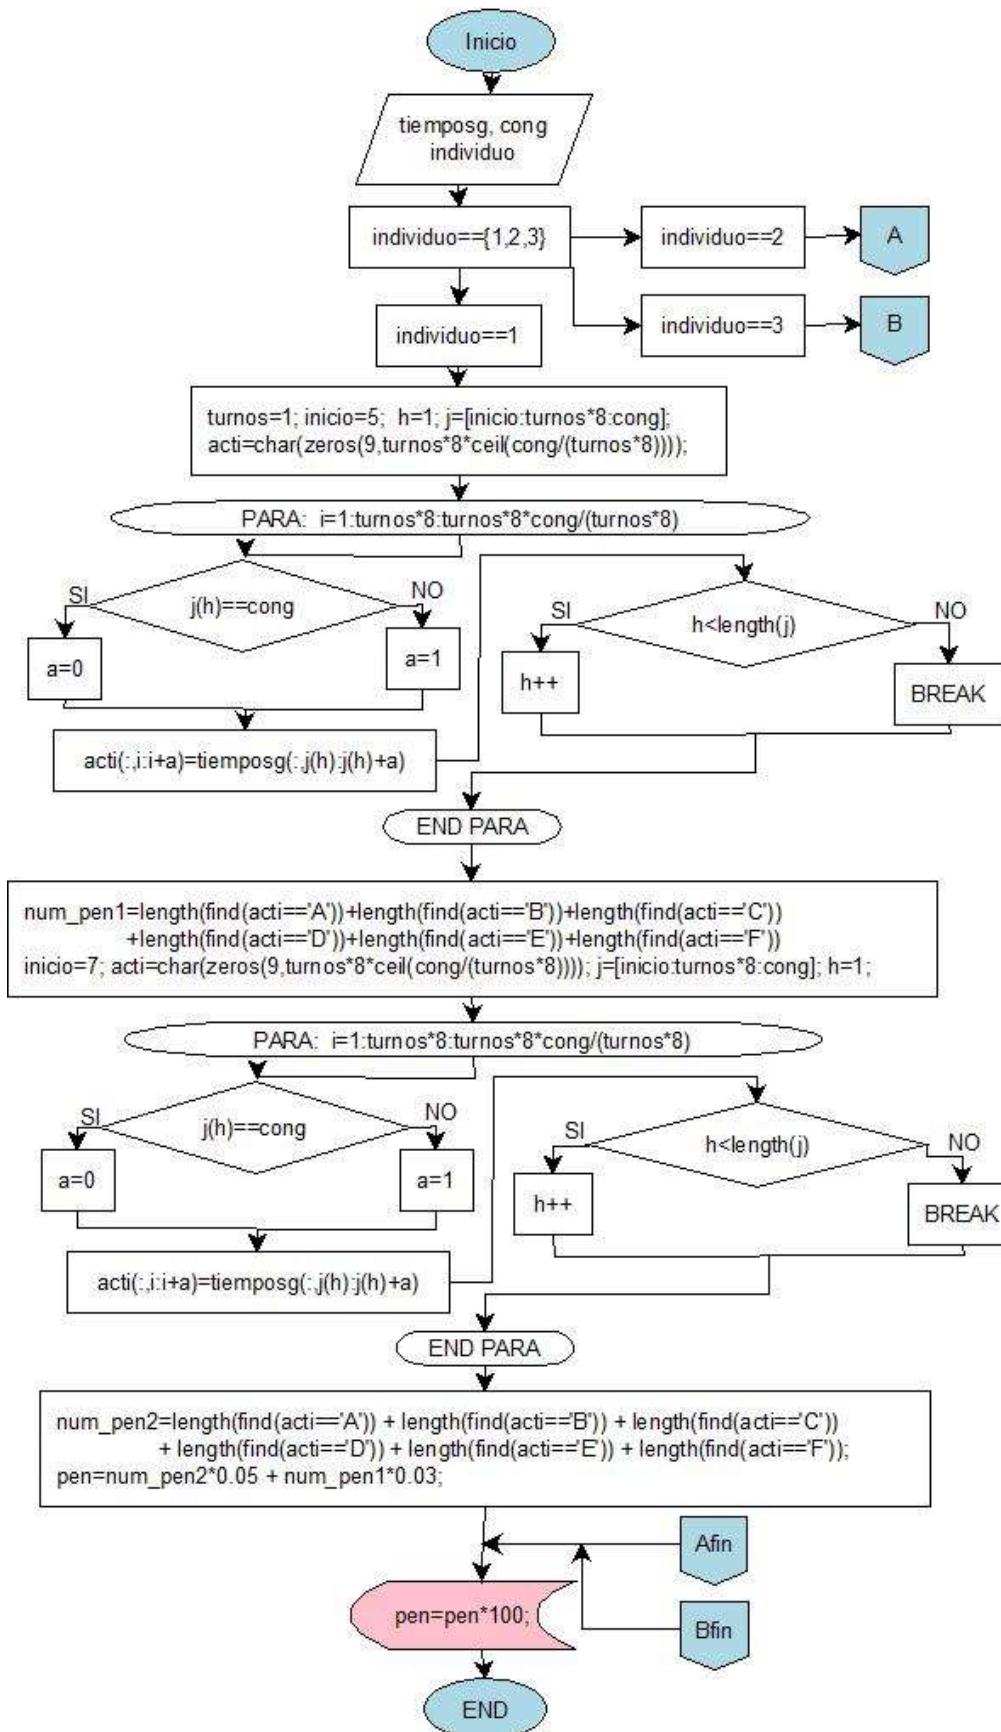 Inicio
tiemposg, cong
individuo
individuo=={1,2,3}
individuo==2
A
individuo==1
individuo==3
B
turnos=1; inicio=5; h=1; j=[inicio:turnos*8:cong];
acti=char(zeros(9,turnos*8*ceil(cong/(turnos*8))));
PARA: i=1:turnos*8:turnos*8*cong/(turnos*8)
j(h)==cong
SI
NO
a=0
a=1
acti(:,i:i+a)=tiemposg(:,j(h):j(h)+a)
h<length(j)
SI
NO
h++
BREAK
END PARA
num_pen1=length(find(acti=='A'))+length(find(acti=='B'))+length(find(acti=='C'))
+length(find(acti=='D'))+length(find(acti=='E'))+length(find(acti=='F'))
inicio=7; acti=char(zeros(9,turnos*8*ceil(cong/(turnos*8)))); j=[inicio:turnos*8:cong]; h=1;
PARA: i=1:turnos*8:turnos*8*cong/(turnos*8)
j(h)==cong
SI
NO
a=0
a=1
acti(:,i:i+a)=tiemposg(:,j(h):j(h)+a)
h<length(j)
SI
NO
h++
BREAK
END PARA
num_pen2=length(find(acti=='A')) + length(find(acti=='B')) + length(find(acti=='C'))
+ length(find(acti=='D')) + length(find(acti=='E')) + length(find(acti=='F'));
pen=num_pen2*0.05 + num_pen1*0.03;
Afin
pen=pen*100;
Bfin
END